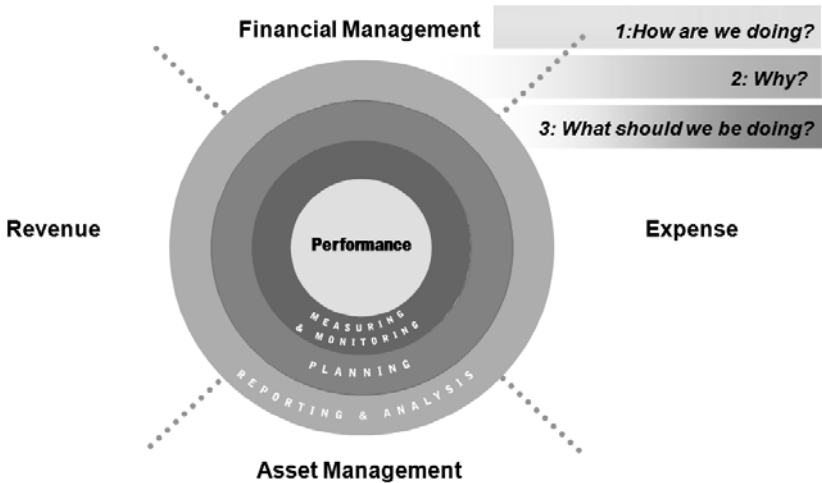 Financial Management
1:How are we doing?
2: Why?
3: What should we be doing?
Revenue
Expense
Performance
MEASURING
& MONITORING
PLANNING
REPORTING & ANALYSIS
Asset Management